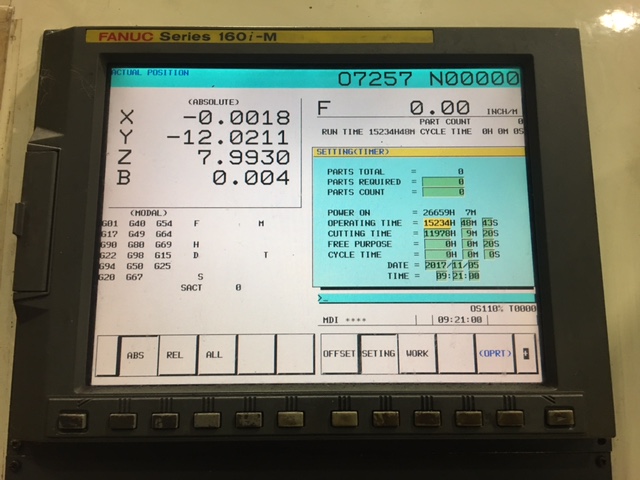 FANUC Series 160i-M
ACTUAL POSITION O7257 N00000
(ABSOLUTE)
X -0.0018
Y -12.0211
Z 7.9930
B 0.004
F 0.00 INCH/M
PART COUNT 0
RUN TIME 15234H48M CYCLE TIME 0H 0M 0S
SETTING(TIMER)
PARTS TOTAL = 0
PARTS REQUIRED = 0
PARTS COUNT = 0
POWER ON = 26659H 7M
OPERATING TIME = 15234H 48M 43S
CUTTING TIME = 11970H 9M 20S
FREE PURPOSE = 0H 0M 20S
CYCLE TIME = 0H 0M 0S
DATE = 2017/11/05
TIME = 09:21:00
(MODAL)
G01 G40 G54 F M
G17 G49 G64
G90 G80 G69 H
G22 G98 G15 D T
G94 G50 G25
G20 G67 S
SACT 0
>_
OS110% T0000
MDI **** 09:21:00
ABS REL ALL
OFFSET SETING WORK (OPRT) +